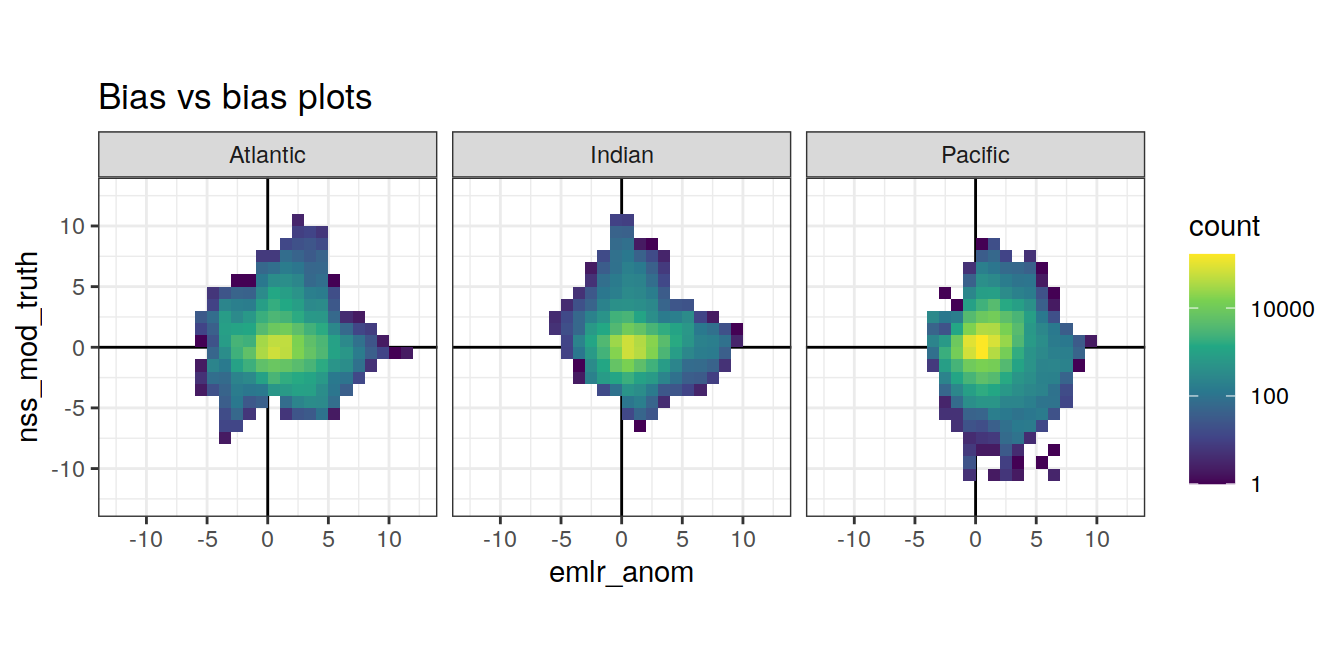 Bias vs bias plots
Atlantic Indian Pacific
nss_mod_truth
10
5
0
-5
-10
-10 -5 0 5 10 -10 -5 0 5 10 -10 -5 0 5 10
emlr_anom
count
10000
100
1